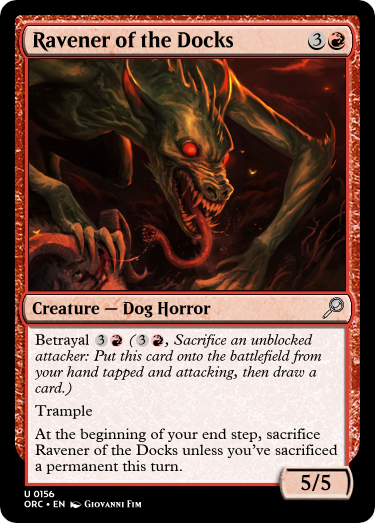 Ravener of the Docks 3
Creature — Dog Horror
Betrayal 3 (3, Sacrifice an unblocked
attacker: Put this card onto the battlefield from
your hand tapped and attacking, then draw a
card.)
Trample
At the beginning of your end step, sacrifice
Ravener of the Docks unless you've sacrificed
a permanent this turn.
5/5
U 0156
ORC • EN Giovanni Fim